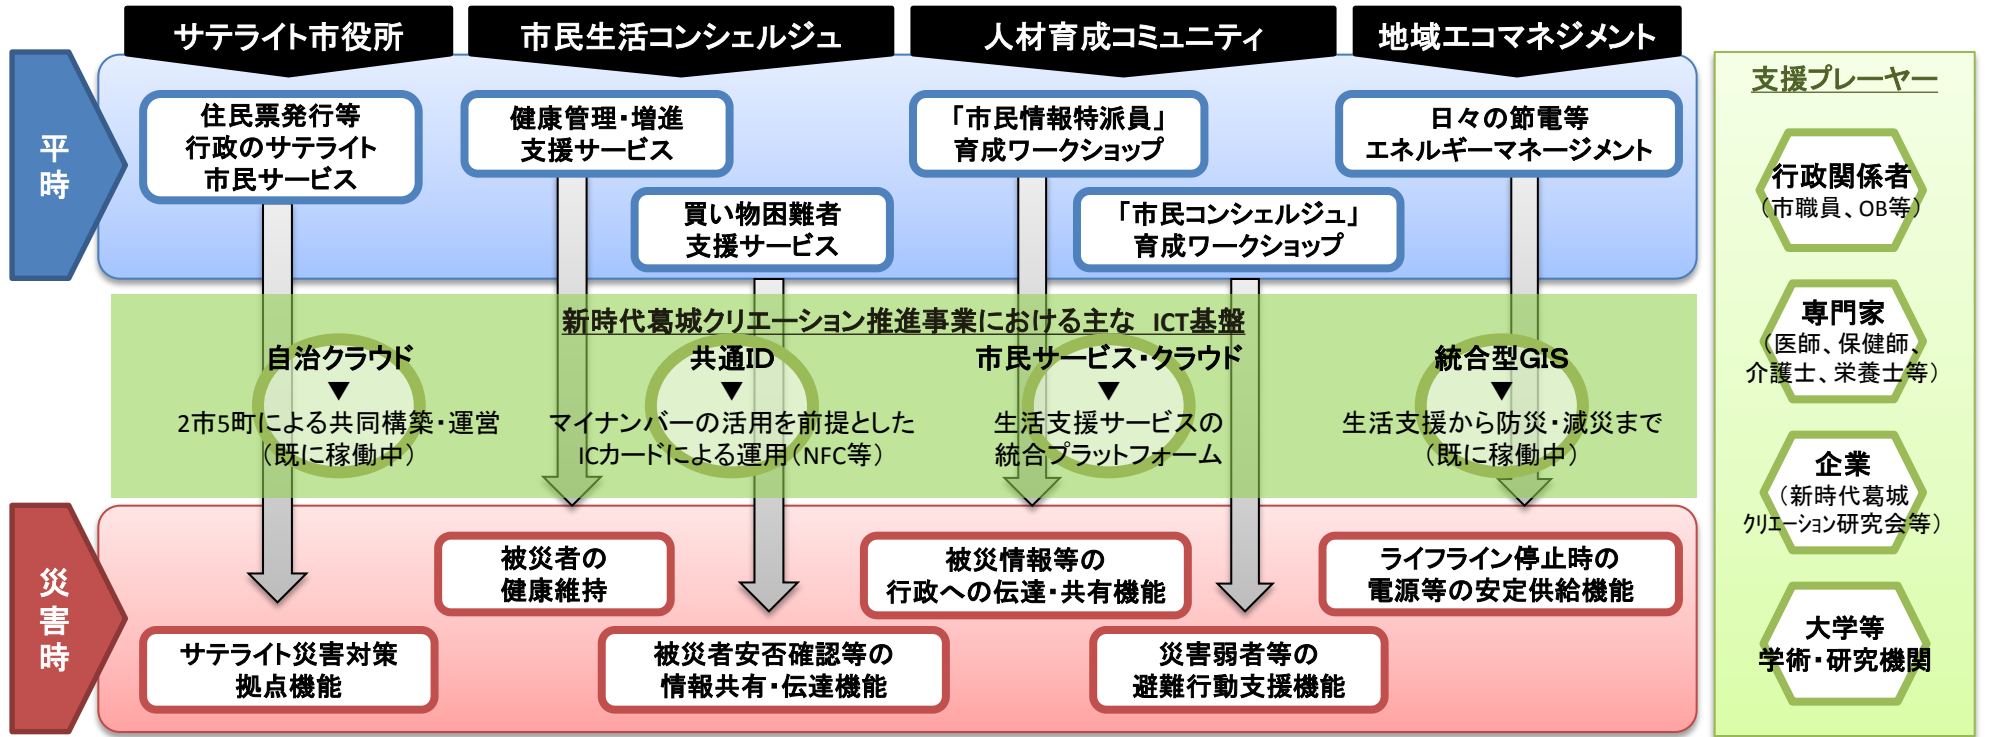 サテライト市役所
市民生活コンシェルジュ
人材育成コミュニティ
地域エコマネジメント
平時
住民票発行等
行政のサテライト
市民サービス
健康管理・増進
支援サービス
買い物困難者
支援サービス
「市民情報特派員」
育成ワークショップ
「市民コンシェルジュ」
育成ワークショップ
日々の節電等
エネルギーマネージメント
新時代葛城クリエーション推進事業における主な ICT基盤
自治クラウド
▼
2市5町による共同構築・運営
（既に稼働中）
共通ID
▼
マイナンバーの活用を前提とした
ICカードによる運用（NFC等）
市民サービス・クラウド
▼
生活支援サービスの
統合プラットフォーム
統合型GIS
▼
生活支援から防災・減災まで
（既に稼働中）
災害時
サテライト災害対策
拠点機能
被災者の
健康維持
被災者安否確認等の
情報共有・伝達機能
被災情報等の
行政への伝達・共有機能
災害弱者等の
避難行動支援機能
ライフライン停止時の
電源等の安定供給機能
支援プレーヤー
行政関係者
（市職員、OB等）
専門家
（医師、保健師、
介護士、栄養士等）
企業
（新時代葛城
クリエーション研究会等）
大学等
学術・研究機関